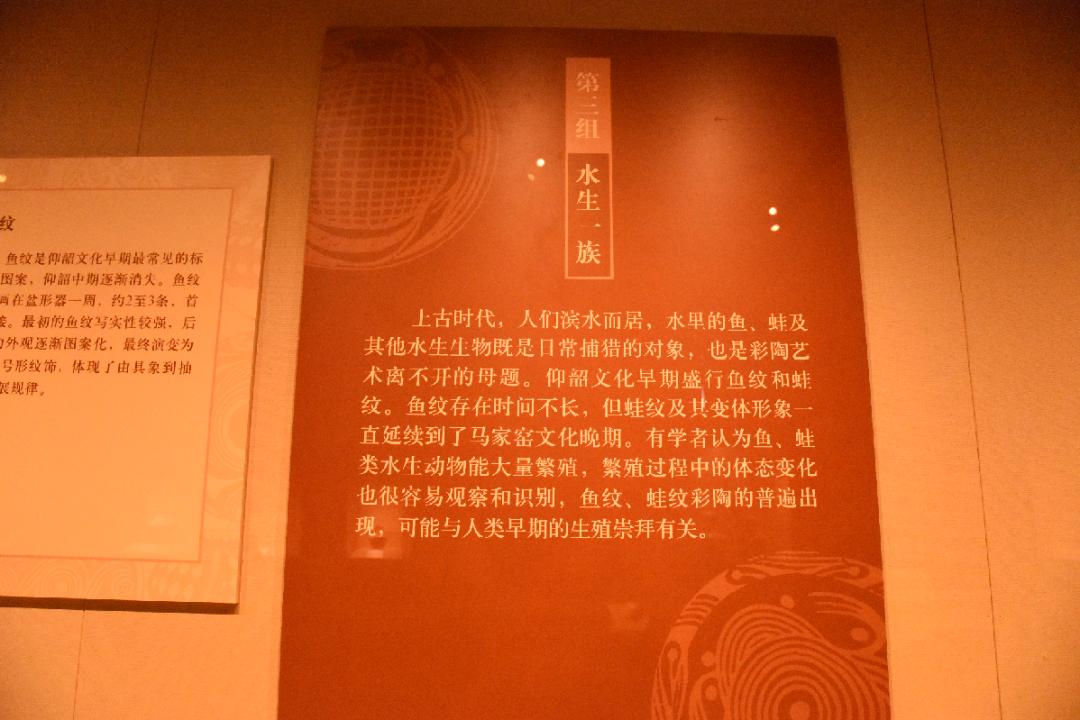 纹
鱼纹是仰韶文化早期最常见的标
图案，仰韶中期逐渐消失。鱼纹
画在盆形器一周，约2至3条，首
接。最初的鱼纹写实性较强，后
外观逐渐图案化，最终演变为
号形纹饰，体现了由具象到抽
展规律。
第三组
水生一族
上古时代，人们滨水而居，水里的鱼、蛙及
其他水生生物既是日常捕猎的对象，也是彩陶艺
术离不开的母题。仰韶文化早期盛行鱼纹和蛙
纹。鱼纹存在时间不长，但蛙纹及其变体形象一
直延续到了马家窑文化晚期。有学者认为鱼、蛙
类水生动物能大量繁殖，繁殖过程中的体态变化
也很容易观察和识别，鱼纹、蛙纹彩陶的普遍出
现，可能与人类早期的生殖崇拜有关。